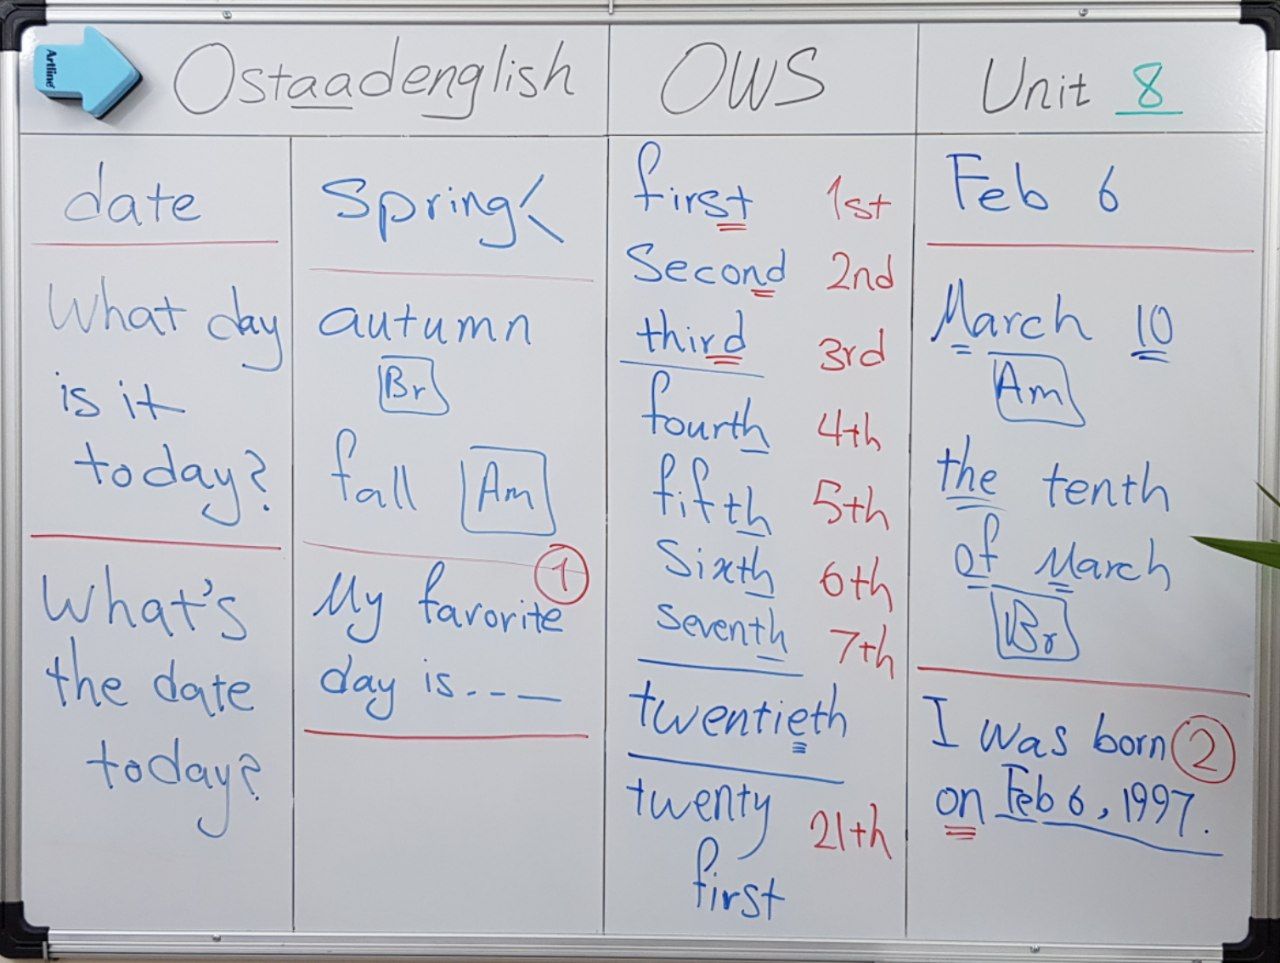 Artline
Ostaadenglish
OWS
Unit 8
date
What day
is it
today?
What's
the date
today?
Spring<
autumn
Br
fall Am
1
My favorite
day is ---
first 1st
Second 2nd
third 3rd
fourth 4th
fifth 5th
Sixth 6th
Seventh 7th
twentieth
twenty 21th
first
Feb 6
March 10
Am
the tenth
of March
Br
I was born 2
on Feb 6, 1997.